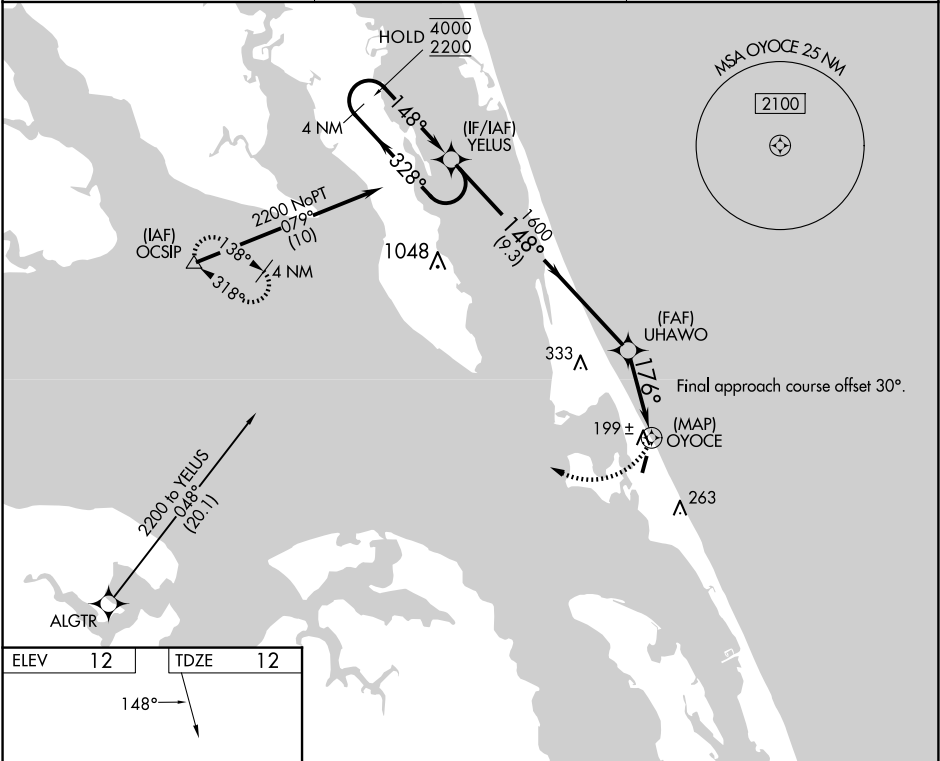 HOLD 4000
2200
MSA OYOCE 25 NM
2100
4 NM
148°
(IF/IAF)
YELUS
328°
2200 NoPT
079°
(10)
(IAF)
OCSIP
138°
4 NM
318°
1048
1600
148°
(9.3)
(FAF)
UHAWO
333
176°
Final approach course offset 30°.
199 ±
(MAP)
OYOCE
263
2200 to YELUS
048°
(20.1)
ALGTR
ELEV 12
TDZE 12
148°